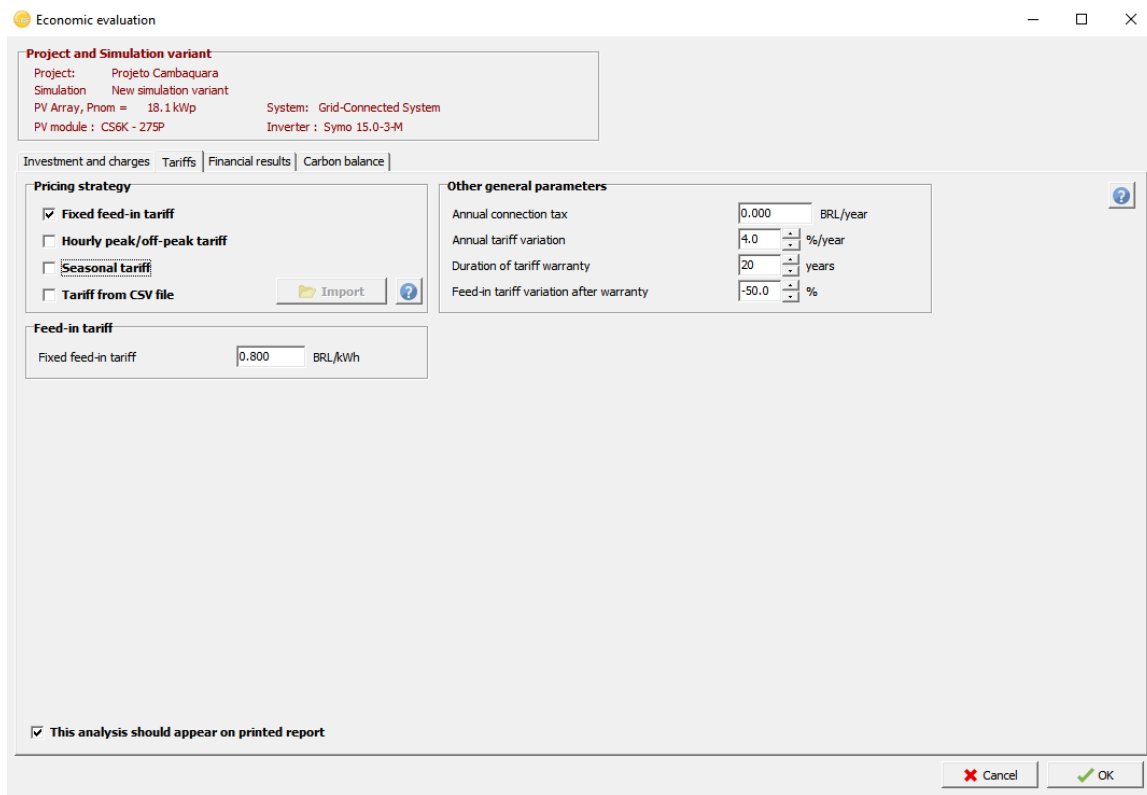 Economic evaluation
Project and Simulation variant
Project: Projeto Cambaquara
Simulation New simulation variant
PV Array, Pnom = 18.1 kWp System: Grid-Connected System
PV module : CS6K - 275P Inverter : Symo 15.0-3-M
Investment and charges Tariffs Financial results Carbon balance
Pricing strategy
Fixed feed-in tariff
Hourly peak/off-peak tariff
Seasonal tariff
Tariff from CSV file Import ?
Other general parameters
Annual connection tax 0.000 BRL/year
Annual tariff variation 4.0 %/year
Duration of tariff warranty 20 years
Feed-in tariff variation after warranty -50.0 %
?
Feed-in tariff
Fixed feed-in tariff 0.800 BRL/kWh
This analysis should appear on printed report
Cancel OK